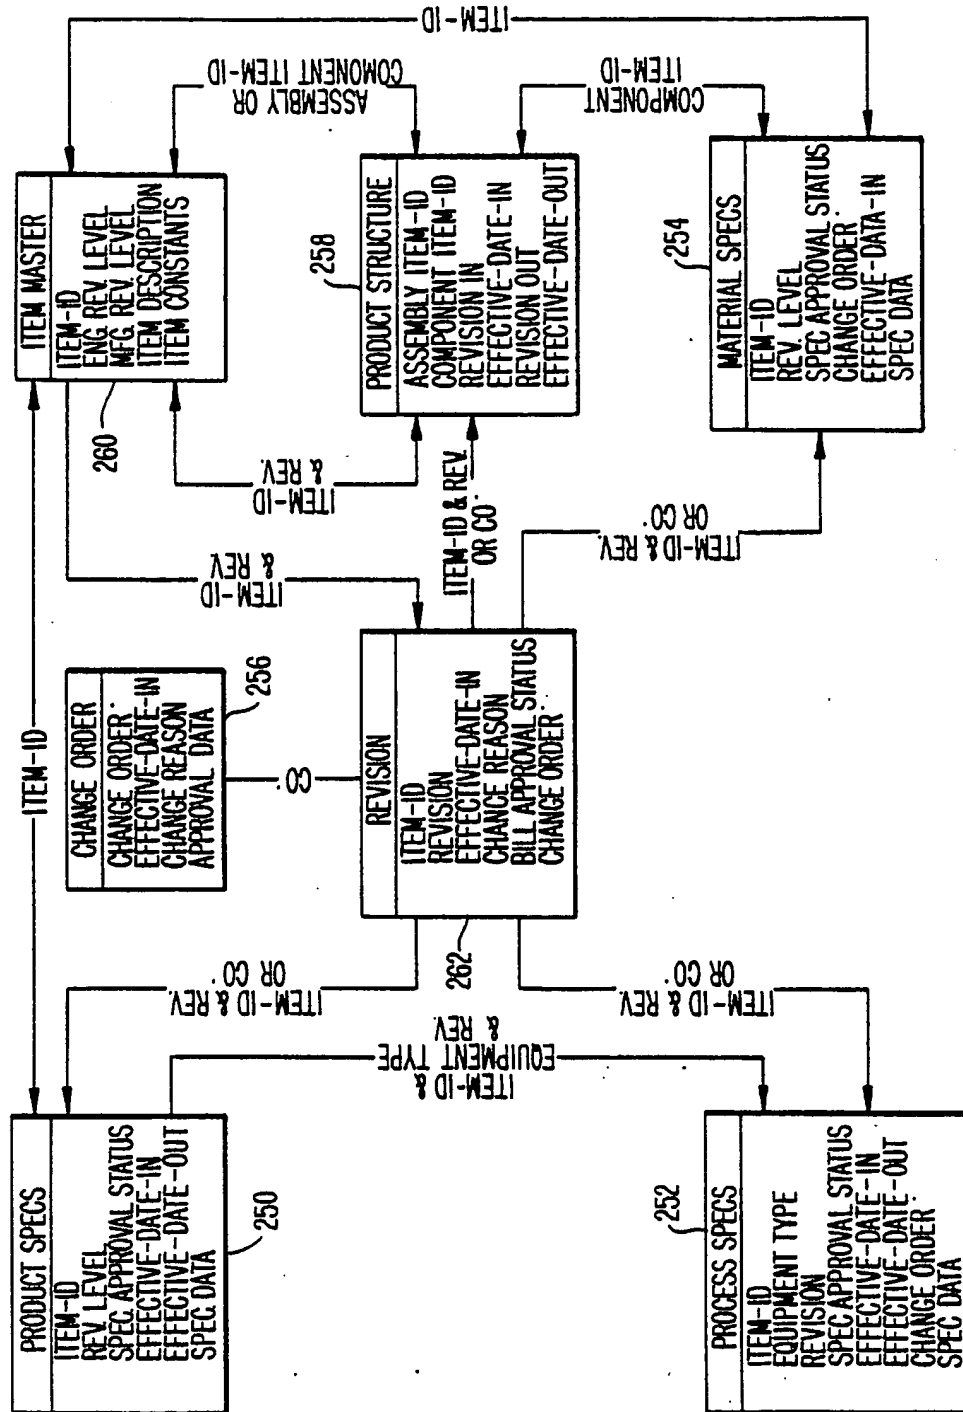 PRODUCT SPECS
ITEM-ID
REV. LEVEL
SPEC. APPROVAL STATUS
EFFECTIVE-DATE-IN
EFFECTIVE-DATE-OUT
SPEC DATA
250
ITEM-ID
CHANGE ORDER
CHANGE ORDER·
EFFECTIVE-DATE-IN
CHANGE REASON
APPROVAL DATA
256
ITEM MASTER
ITEM-ID
ENG REV. LEVEL
MFG REV. LEVEL
ITEM DESCRIPTION
ITEM CONSTANTS
260
ITEM-ID
ITEM-ID & REV.
OR CO·
ITEM-ID &
EQUIPMENT TYPE
& REV.
CO·
ITEM-ID
& REV.
ITEM-ID
& REV.
ASSEMBLY OR
COMONENT ITEM-ID
REVISION
ITEM-ID
REVISION
EFFECTIVE-DATE-IN
CHANGE REASON
BILL APPROVAL STATUS
CHANGE ORDER·
262
ITEM-ID & REV.
OR CO·
PRODUCT STRUCTURE
ASSEMBLY ITEM-ID
COMPONENT ITEM-ID
REVISION IN
EFFECTIVE-DATE-IN
REVISION OUT
EFFECTIVE-DATE-OUT
258
ITEM-ID & REV.
OR CO·
ITEM-ID & REV.
OR CO·
COMPONENT
ITEM-ID
PROCESS SPECS
ITEM-ID
EQUIPMENT TYPE
REVISION
SPEC APPROVAL STATUS
EFFECTIVE-DATE-IN
EFFECTIVE-DATE-OUT
CHANGE ORDER·
SPEC DATA
252
MATERIAL SPECS
ITEM-ID
REV. LEVEL
SPEC APPROVAL STATUS
CHANGE ORDER·
EFFECTIVE-DATA-IN
SPEC DATA
254